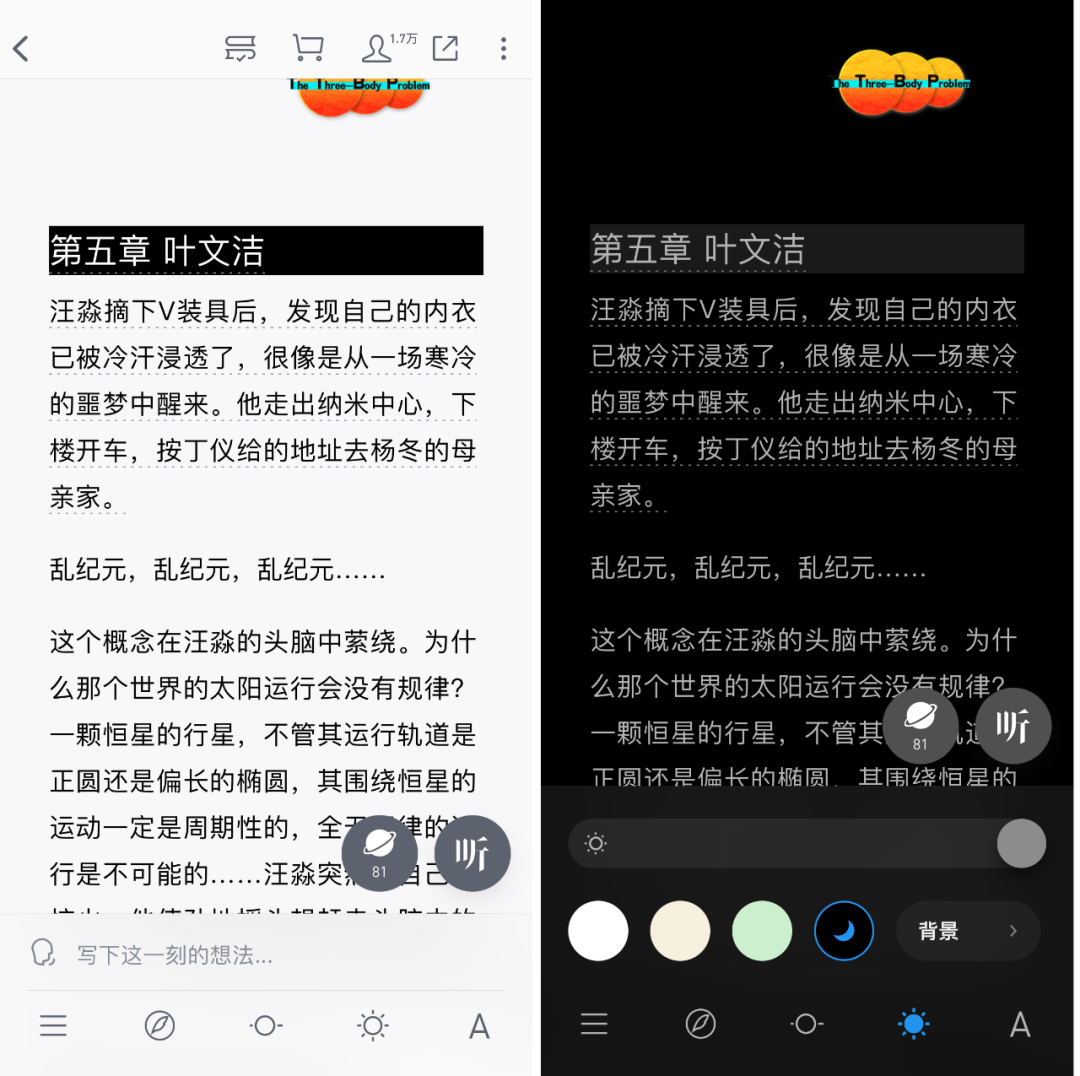 1.7万
The Three-Body Problem
第五章 叶文洁
汪淼摘下V装具后，发现自己的内衣
已被冷汗浸透了，很像是从一场寒冷
的噩梦中醒来。他走出纳米中心，下
楼开车，按丁仪给的地址去杨冬的母
亲家。
乱纪元，乱纪元，乱纪元……
这个概念在汪淼的头脑中萦绕。为什
么那个世界的太阳运行会没有规律？
一颗恒星的行星，不管其运行轨道是
正圆还是偏长的椭圆，其围绕恒星的
运动一定是周期性的，全 律的
行是不可能的……汪淼突 自己
81
听
写下这一刻的想法...
A
The Three-Body Problem
第五章 叶文洁
汪淼摘下V装具后，发现自己的内衣
已被冷汗浸透了，很像是从一场寒冷
的噩梦中醒来。他走出纳米中心，下
楼开车，按丁仪给的地址去杨冬的母
亲家。
乱纪元，乱纪元，乱纪元……
这个概念在汪淼的头脑中萦绕。为什
么那个世界的太阳运行会没有规律？
一颗恒星的行星，不管其 轨道
正圆还是偏长的椭圆，其围绕恒星的
81
听
背景
A